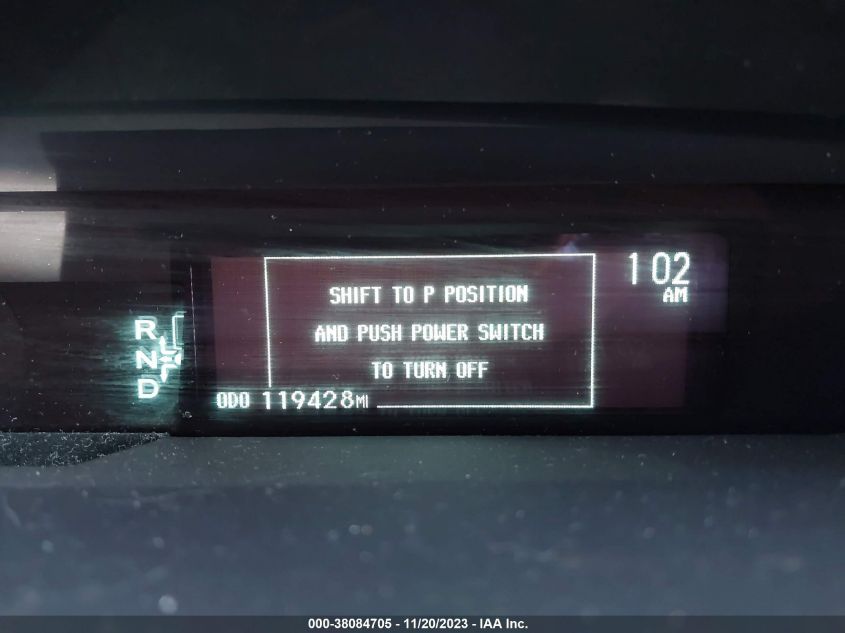 1 02
AM
SHIFT TO P POSITION
AND PUSH POWER SWITCH
TO TURN OFF
R
N
D
ODO 119428MI
000-38084705 - 11/20/2023 - IAA Inc.